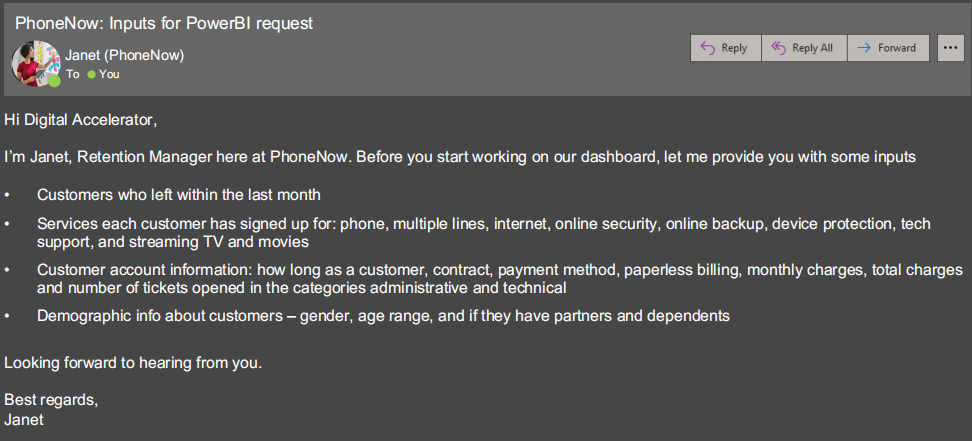 PhoneNow: Inputs for PowerBI request
Janet (PhoneNow)
To You
Reply
Reply All
Forward
Hi Digital Accelerator,
I'm Janet, Retention Manager here at PhoneNow. Before you start working on our dashboard, let me provide you with some inputs
• Customers who left within the last month
• Services each customer has signed up for: phone, multiple lines, internet, online security, online backup, device protection, tech
support, and streaming TV and movies
• Customer account information: how long as a customer, contract, payment method, paperless billing, monthly charges, total charges
and number of tickets opened in the categories administrative and technical
• Demographic info about customers – gender, age range, and if they have partners and dependents
Looking forward to hearing from you.
Best regards,
Janet